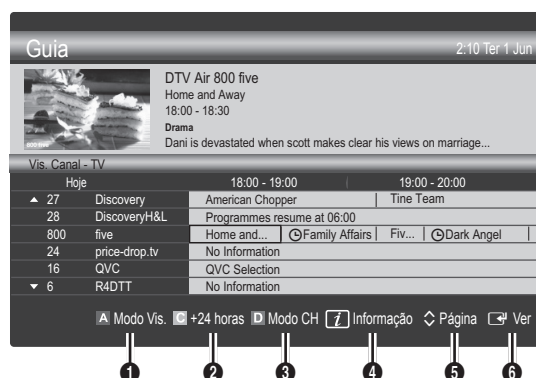 Guia 2:10 Ter 1 Jun
DTV Air 800 five
Home and Away
18:00 - 18:30
Drama
Dani is devastated when scott makes clear his views on marriage...
800 five
Vis. Canal - TV
Hoje 18:00 - 19:00 19:00 - 20:00
▲ 27 Discovery American Chopper Tine Team
28 DiscoveryH&L Programmes resume at 06:00
800 five Home and... Family Affairs Fiv... Dark Angel
24 price-drop.tv No Information
16 QVC QVC Selection
▼ 6 R4DTT No Information
A Modo Vis. C +24 horas D Modo CH i Informação Página Ver
1 2 3 4 5 6